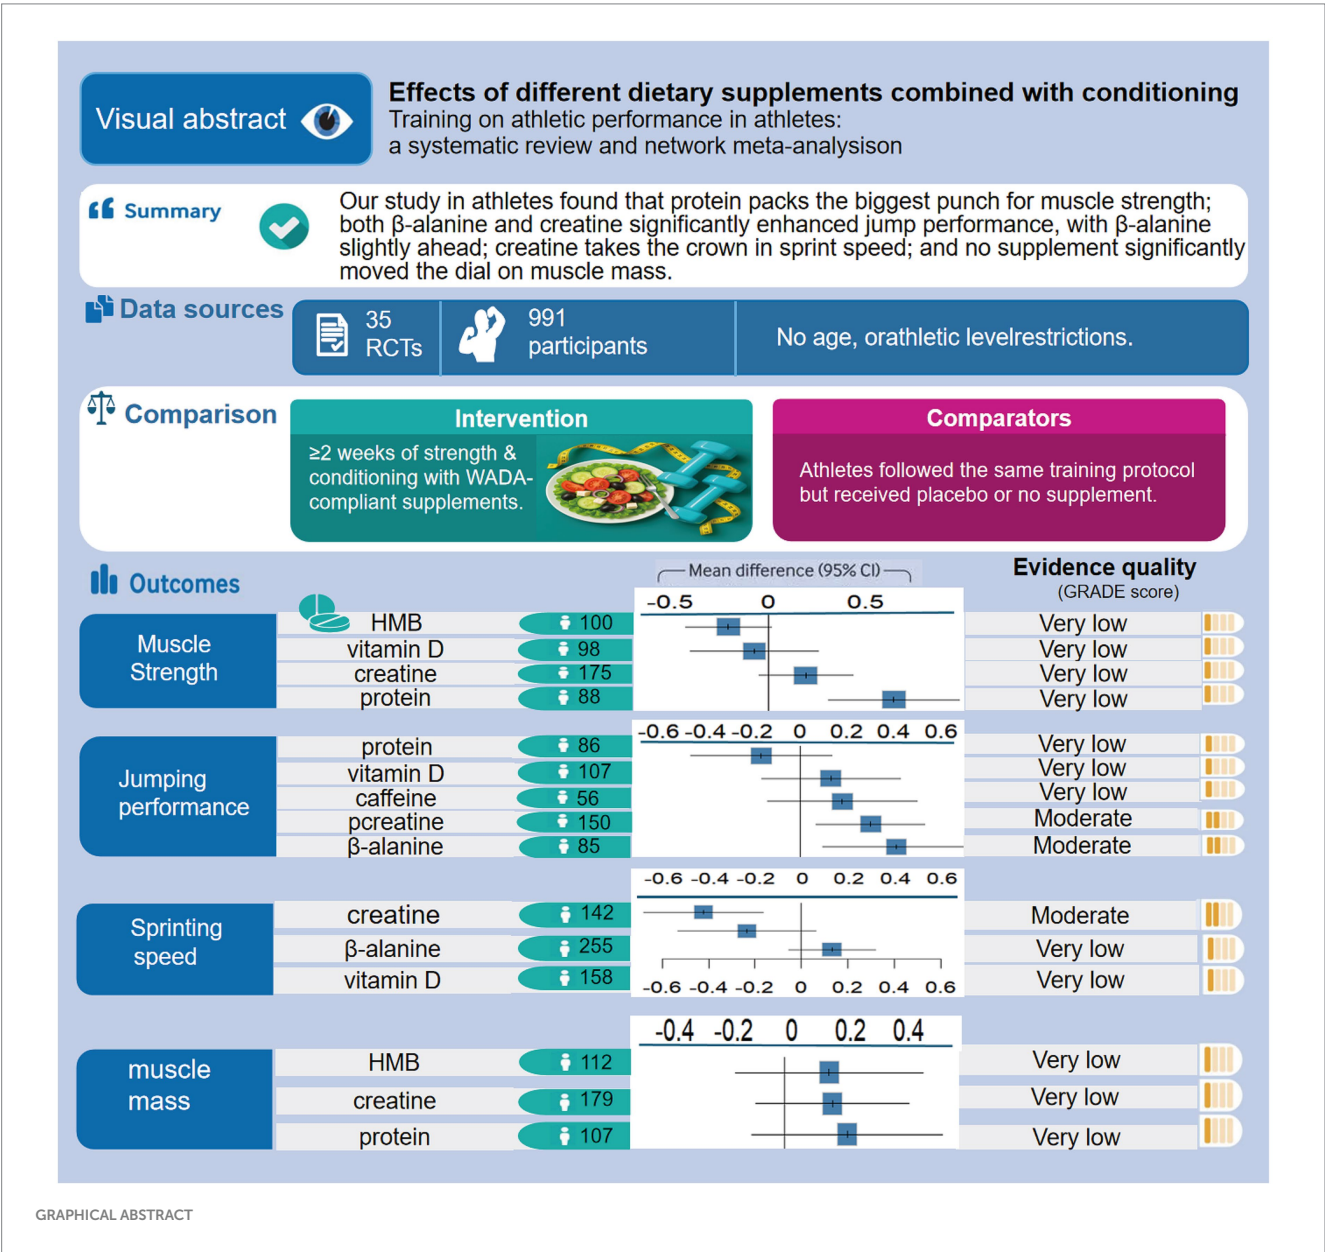 Visual abstract
Effects of different dietary supplements combined with conditioning
Training on athletic performance in athletes:
a systematic review and network meta-analysison
Summary
Our study in athletes found that protein packs the biggest punch for muscle strength;
both β-alanine and creatine significantly enhanced jump performance, with β-alanine
slightly ahead; creatine takes the crown in sprint speed; and no supplement significantly
moved the dial on muscle mass.
Data sources
35
RCTs
991
participants
No age, orathletic levelrestrictions.
Comparison
Intervention
≥2 weeks of strength &
conditioning with WADA-
compliant supplements.
Comparators
Athletes followed the same training protocol
but received placebo or no supplement.
Outcomes
Mean difference (95% CI)
Evidence quality
(GRADE score)
Muscle
Strength
-0.5 0 0.5
HMB 100 Very low
vitamin D 98 Very low
creatine 175 Very low
protein 88 Very low
Jumping
performance
-0.6 -0.4 -0.2 0 0.2 0.4 0.6
protein 86 Very low
vitamin D 107 Very low
caffeine 56 Very low
pcreatine 150 Moderate
β-alanine 85 Moderate
Sprinting
speed
-0.6 -0.4 -0.2 0 0.2 0.4 0.6
creatine 142 Moderate
β-alanine 255 Very low
vitamin D 158 Very low
-0.6 -0.4 -0.2 0 0.2 0.4 0.6
muscle
mass
-0.4 -0.2 0 0.2 0.4
HMB 112 Very low
creatine 179 Very low
protein 107 Very low
GRAPHICAL ABSTRACT